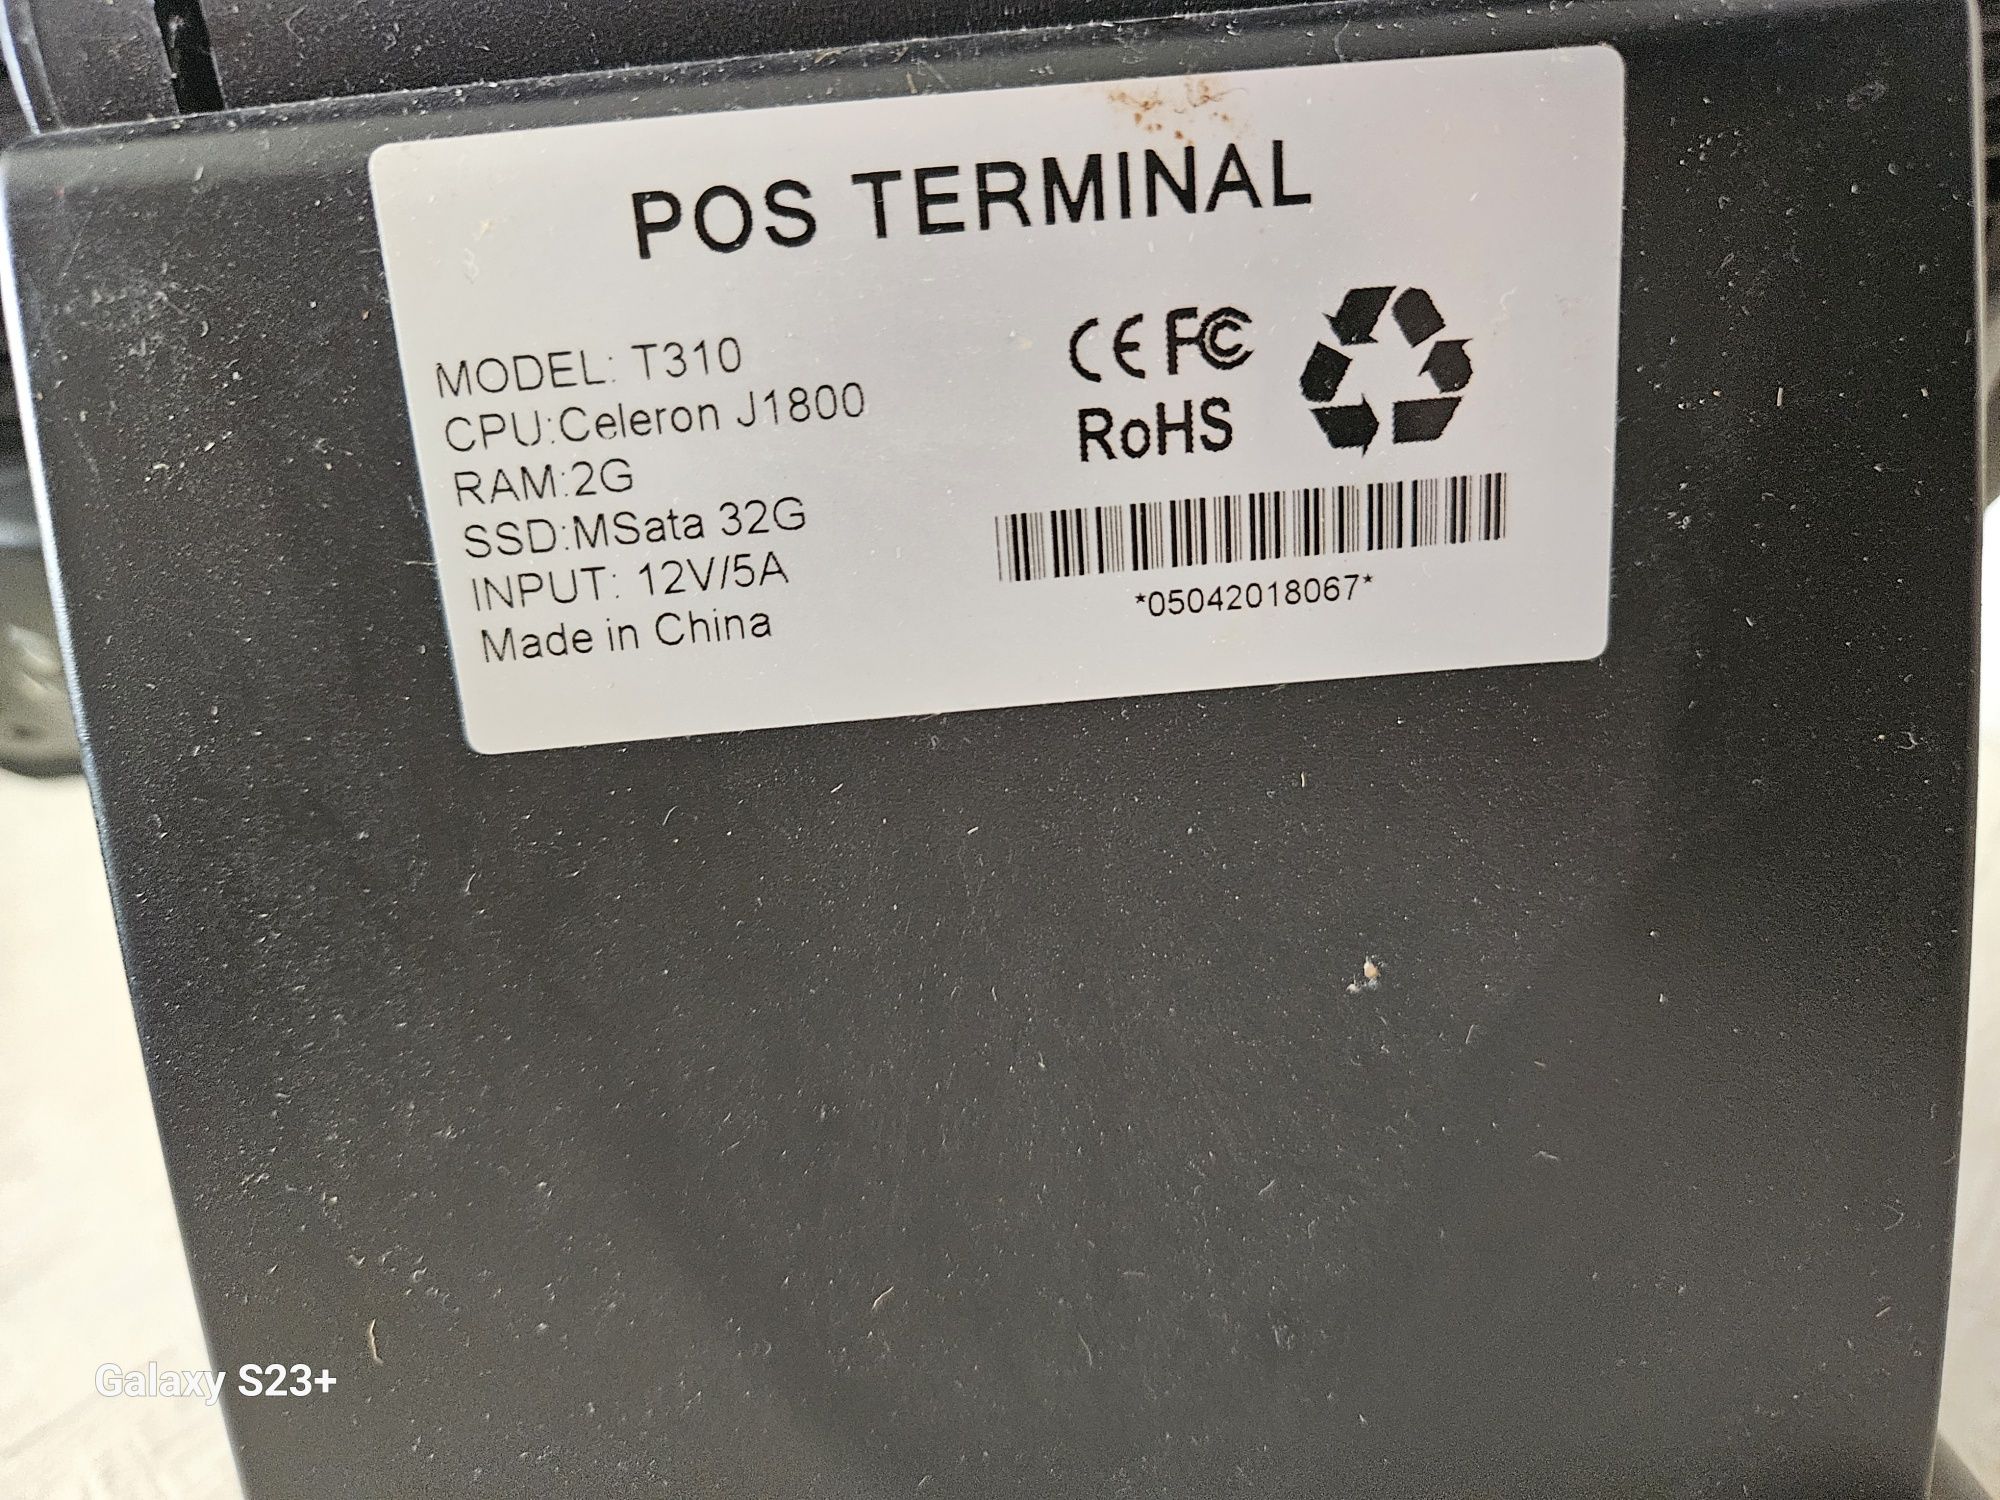 POS TERMINAL
MODEL: T310
CPU:Celeron J1800
RAM:2G
SSD:MSata 32G
INPUT: 12V/5A
Made in China
CE FC
RoHS
*05042018067*
Galaxy S23+